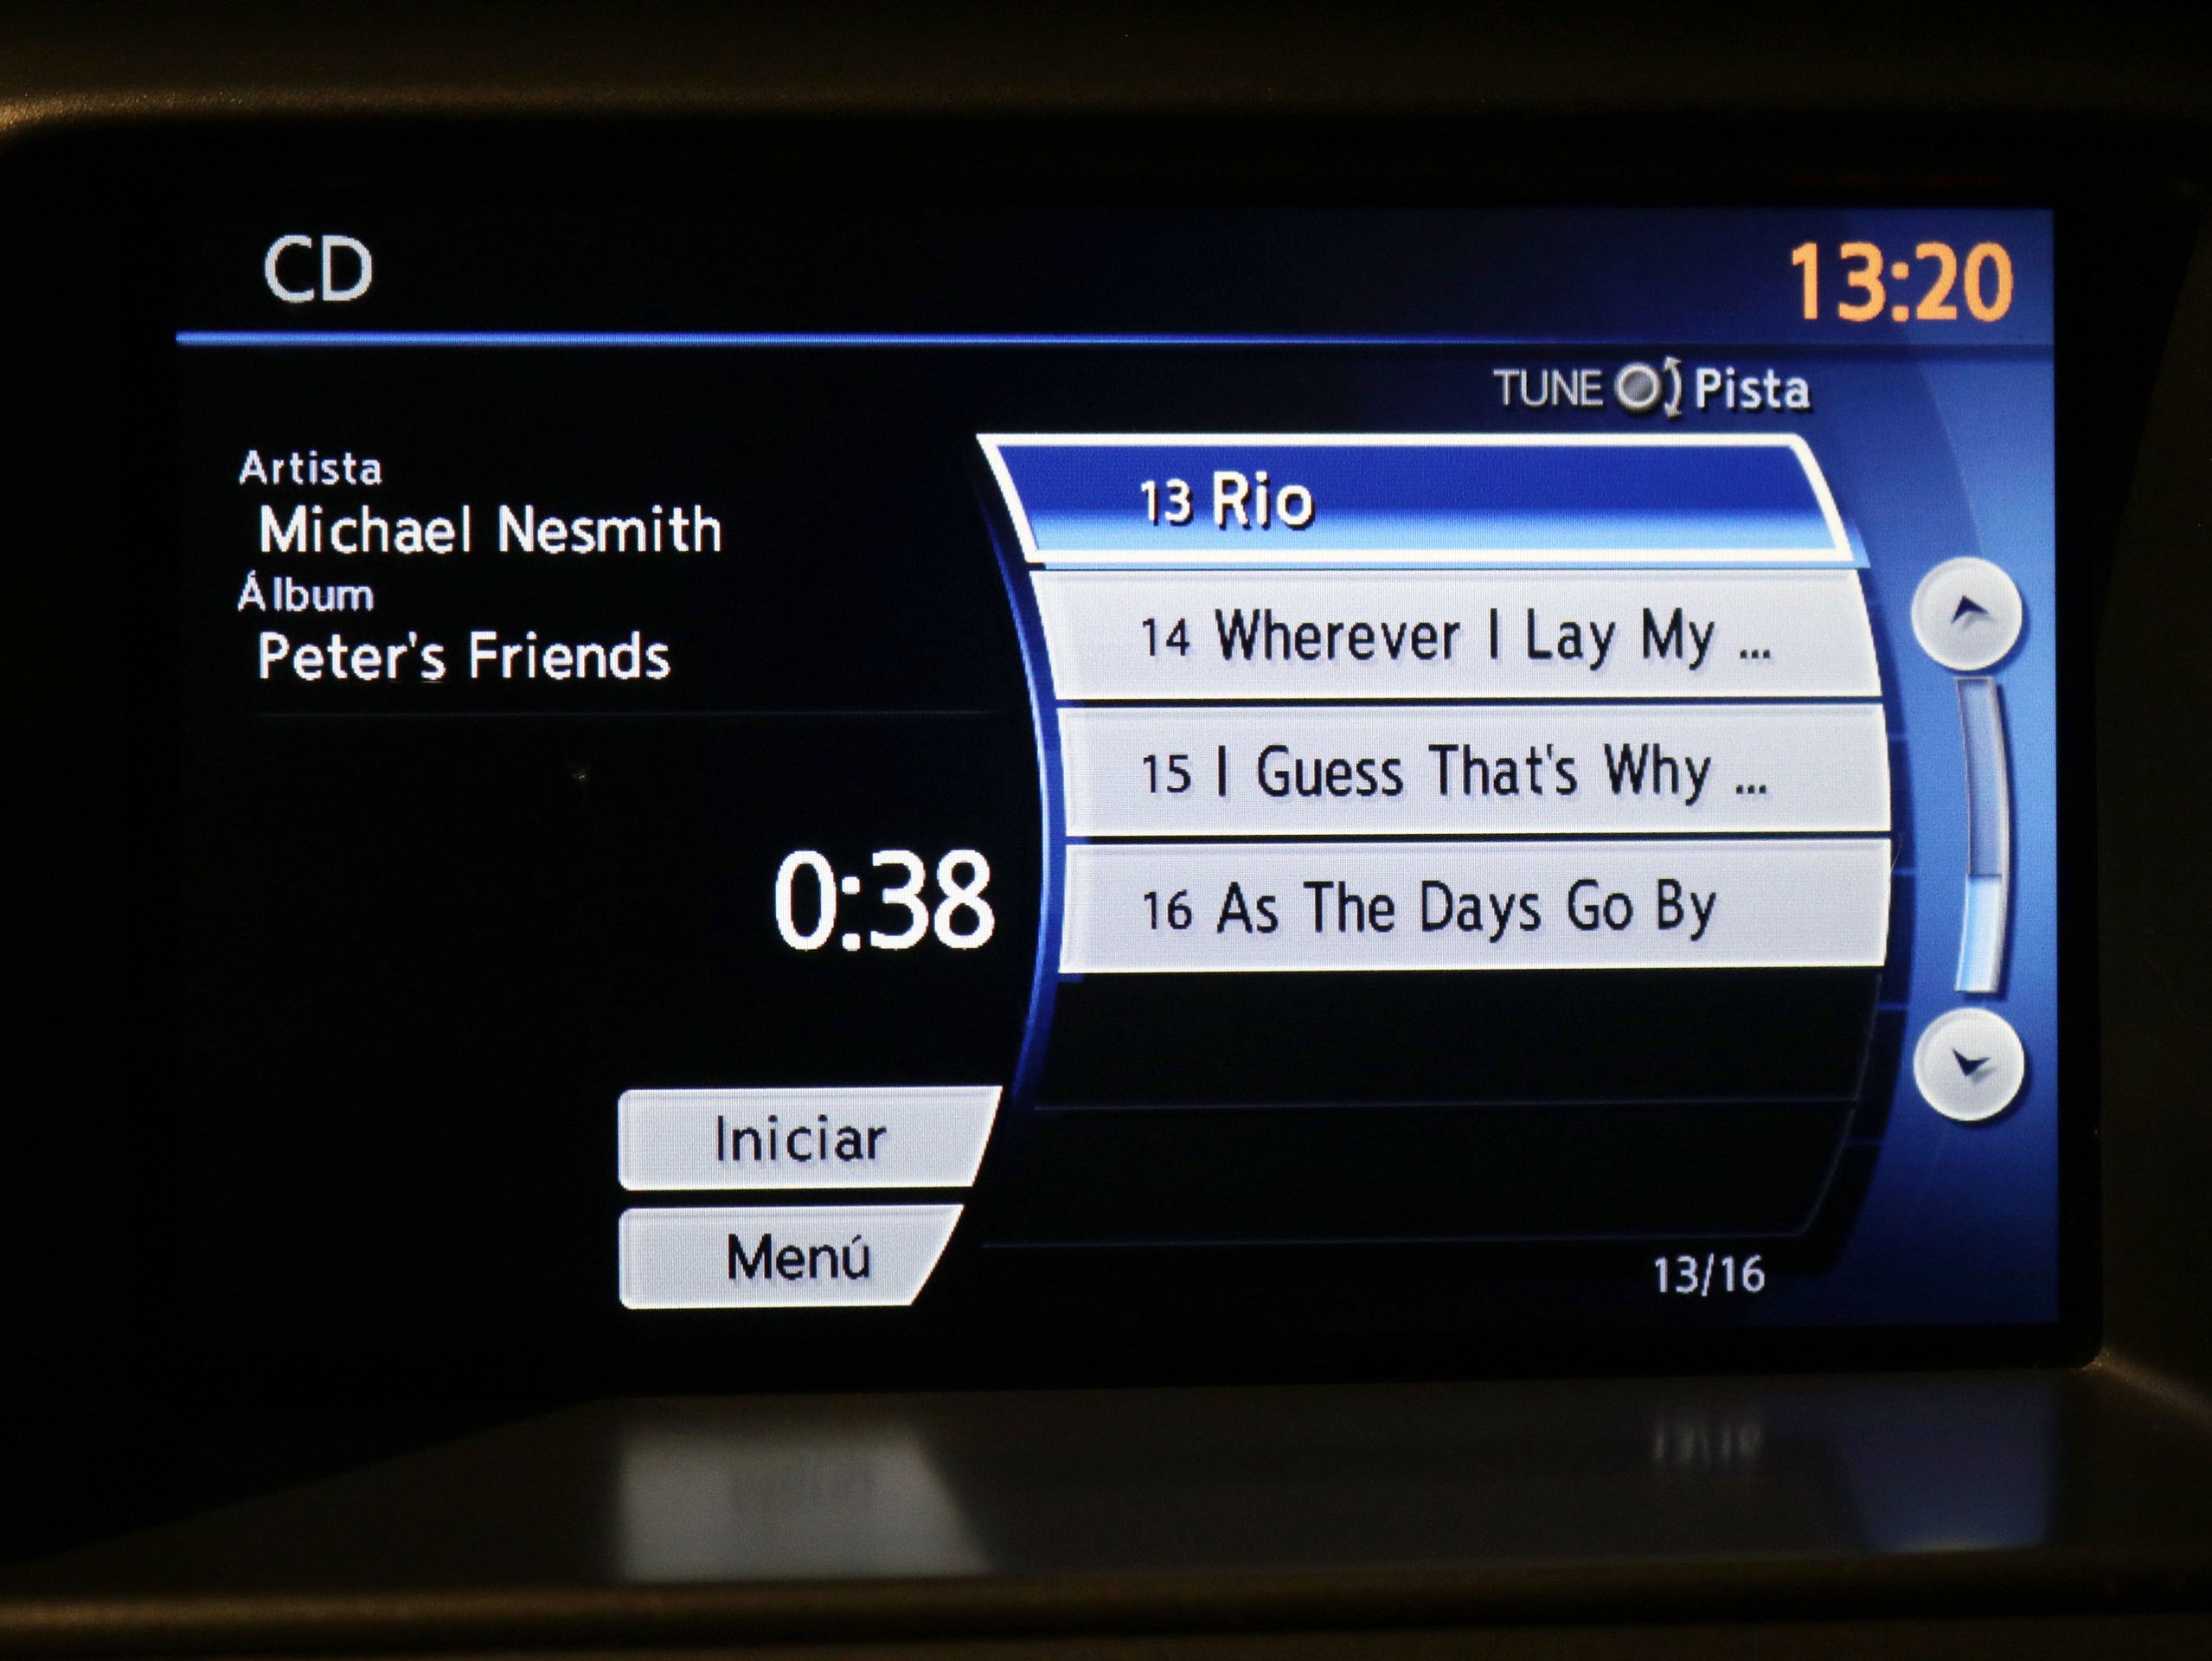 CD
13:20
TUNE Pista
Artista
Michael Nesmith
Álbum
Peter's Friends
0:38
13 Rio
14 Wherever I Lay My ...
15 I Guess That's Why ...
16 As The Days Go By
Iniciar
Menú
13/16